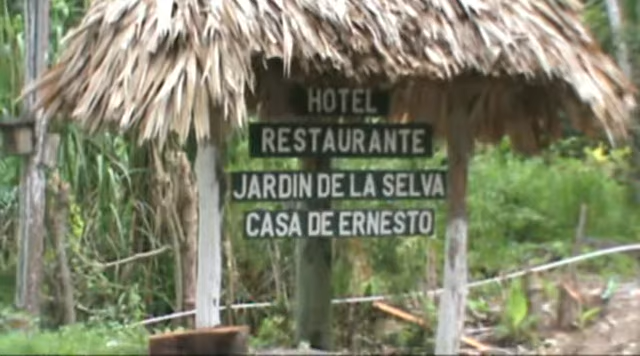 HOTEL
RESTAURANTE
JARDIN DE LA SELVA
CASA DE ERNESTO